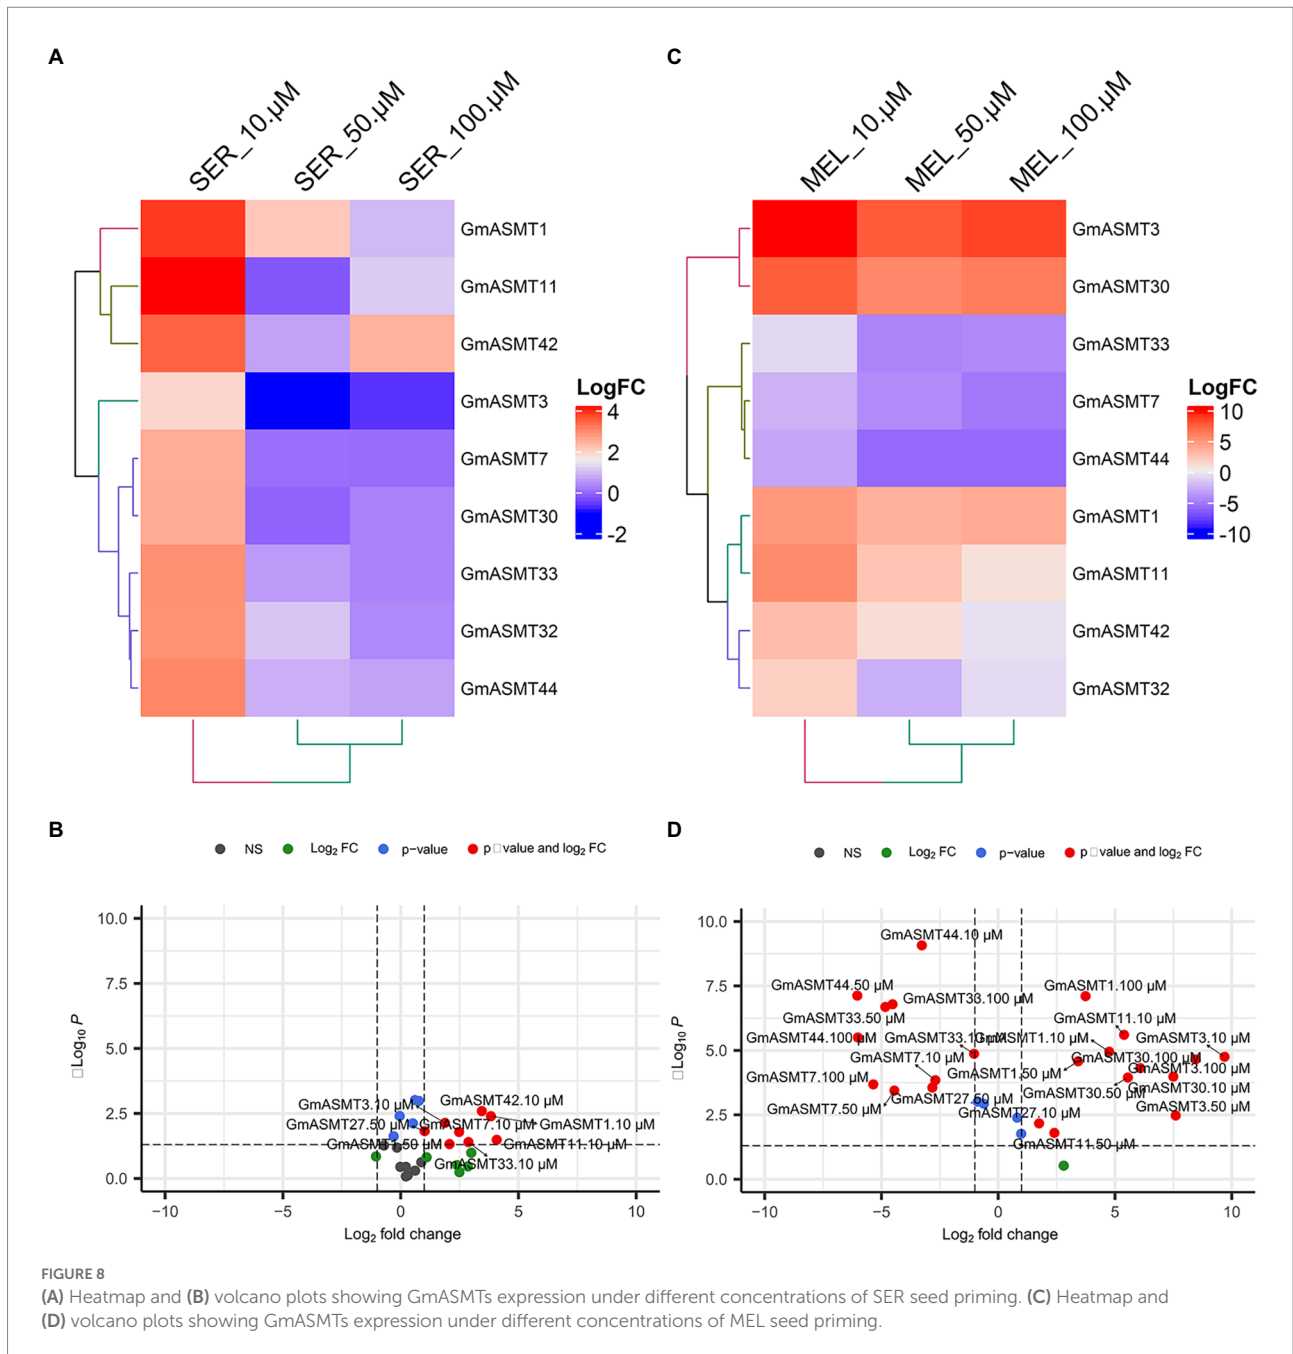 A
SER_10.µM
SER_50.µM
SER_100.µM
GmASMT1
GmASMT11
GmASMT42
GmASMT3
GmASMT7
GmASMT30
GmASMT33
GmASMT32
GmASMT44
LogFC
4
2
0
-2
C
MEL_10.µM
MEL_50.µM
MEL_100.µM
GmASMT3
GmASMT30
GmASMT33
GmASMT7
GmASMT44
GmASMT1
GmASMT11
GmASMT42
GmASMT32
LogFC
10
5
0
-5
-10
B
NS Log₂ FC p−value p□value and log₂ FC
□Log₁₀ P
10.0
7.5
5.0
2.5
0.0
GmASMT3.10 µM
GmASMT42.10 µM
GmASMT27.50 µM
GmASMT7.10 µM
GmASMT1.10 µM
GmASMT1.50 µM
GmASMT11.10 µM
GmASMT33.10 µM
−10 −5 0 5 10
Log₂ fold change
D
NS Log₂ FC p−value p□value and log₂ FC
□Log₁₀ P
10.0
7.5
5.0
2.5
0.0
GmASMT44.10 µM
GmASMT44.50 µM
GmASMT33.100 µM
GmASMT1.100 µM
GmASMT33.50 µM
GmASMT11.10 µM
GmASMT44.100 µM
GmASMT33.10 µM
GmASMT1.10 µM
GmASMT3.10 µM
GmASMT7.10 µM
GmASMT30.100 µM
GmASMT7.100 µM
GmASMT1.50 µM
GmASMT3.100 µM
GmASMT27.50 µM
GmASMT30.50 µM
GmASMT30.10 µM
GmASMT7.50 µM
GmASMT27.10 µM
GmASMT3.50 µM
GmASMT11.50 µM
−10 −5 0 5 10
Log₂ fold change
FIGURE 8
(A) Heatmap and (B) volcano plots showing GmASMTs expression under different concentrations of SER seed priming. (C) Heatmap and
(D) volcano plots showing GmASMTs expression under different concentrations of MEL seed priming.